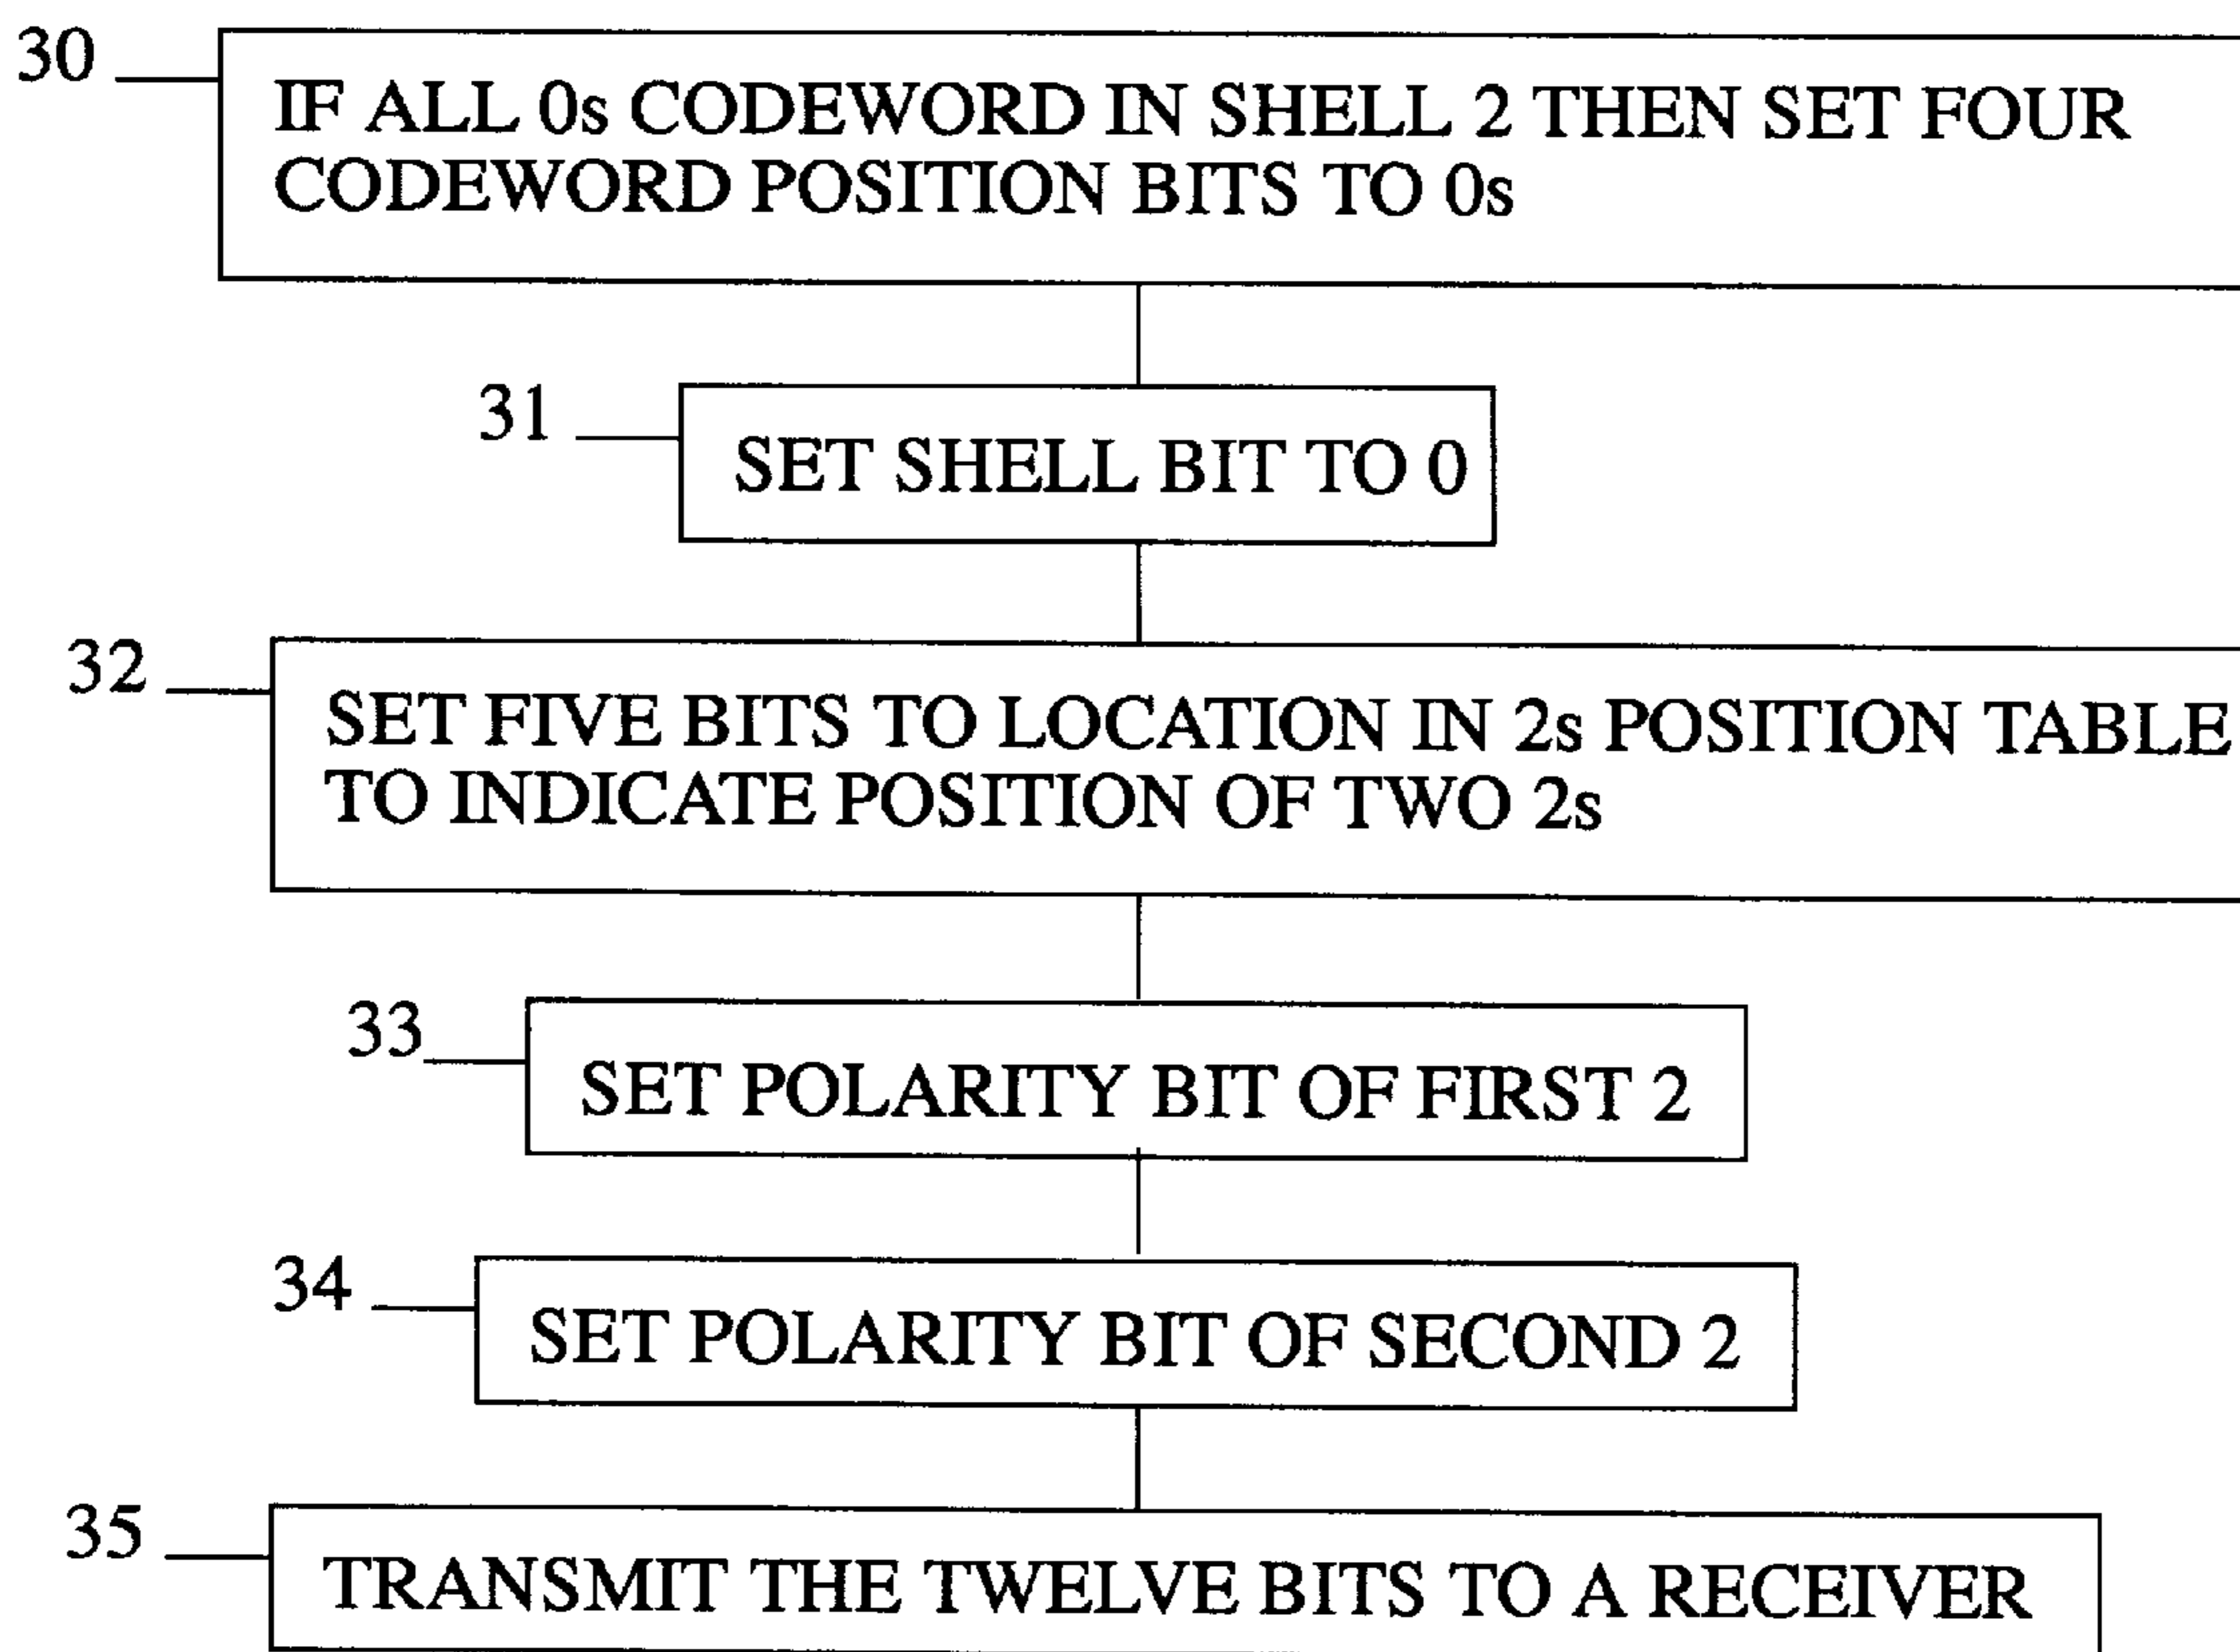 30
IF ALL 0s CODEWORD IN SHELL 2 THEN SET FOUR
CODEWORD POSITION BITS TO 0s
31
SET SHELL BIT TO 0
32
SET FIVE BITS TO LOCATION IN 2s POSITION TABLE
TO INDICATE POSITION OF TWO 2s
33
SET POLARITY BIT OF FIRST 2
34
SET POLARITY BIT OF SECOND 2
35
TRANSMIT THE TWELVE BITS TO A RECEIVER